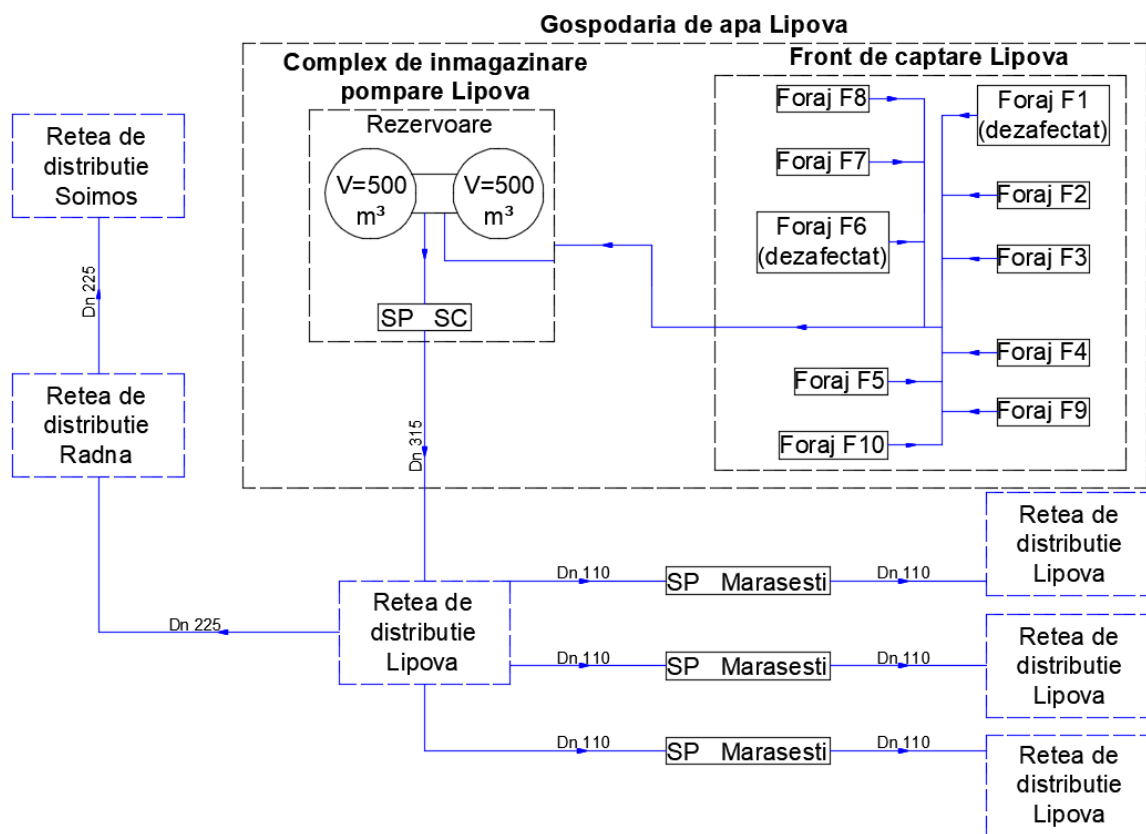 Gospodaria de apa Lipova
Complex de inmagazinare
pompare Lipova
Rezervoare
V=500
m³
V=500
m³
SP SC
Front de captare Lipova
Foraj F8
Foraj F7
Foraj F6
(dezafectat)
Foraj F5
Foraj F10
Foraj F1
(dezafectat)
Foraj F2
Foraj F3
Foraj F4
Foraj F9
Retea de
distributie
Soimos
Dn 225
Retea de
distributie
Radna
Dn 225
Dn 315
Retea de
distributie
Lipova
Dn 110
SP Marasesti
Dn 110
Retea de
distributie
Lipova
Dn 110
SP Marasesti
Dn 110
Retea de
distributie
Lipova
Dn 110
SP Marasesti
Dn 110
Retea de
distributie
Lipova